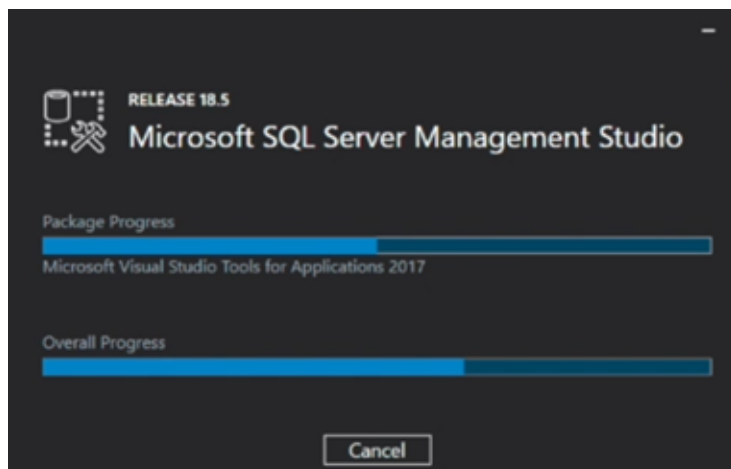 RELEASE 18.5
Microsoft SQL Server Management Studio
Package Progress
Microsoft Visual Studio Tools for Applications 2017
Overall Progress
Cancel